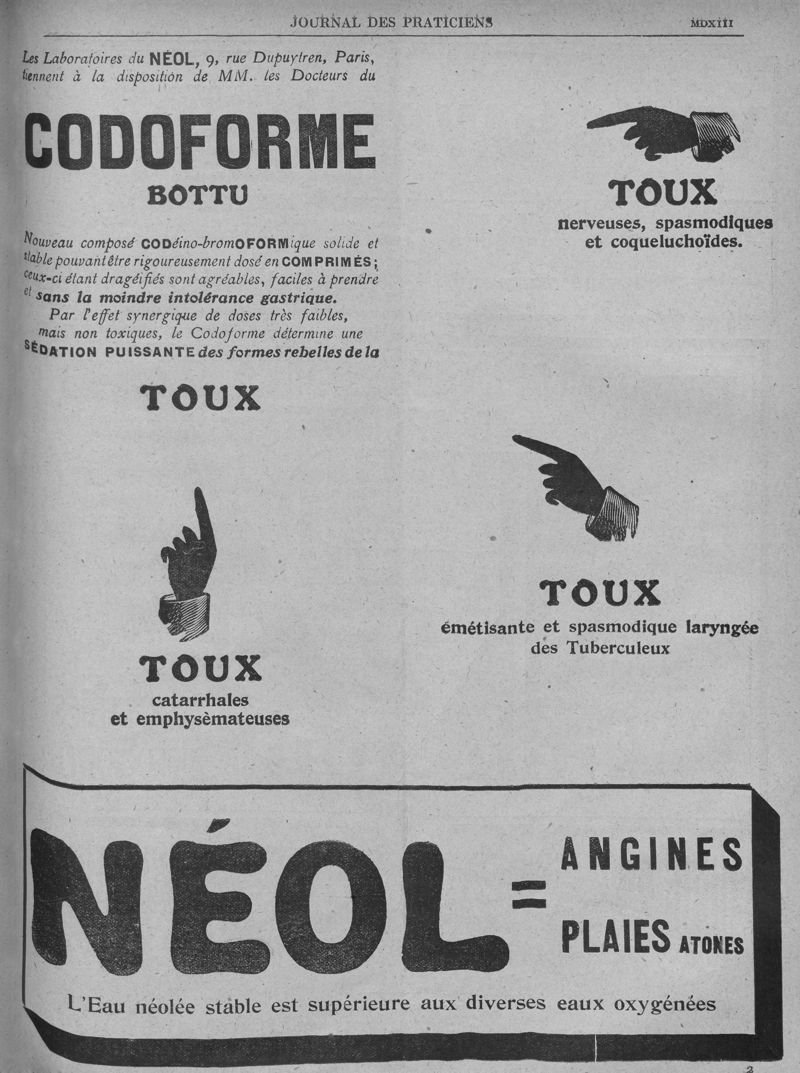 JOURNAL DES PRATICIENS
MDXIII
Les Laboratoires du NÉOL, 9, rue Dupuytren, Paris,
tiennent à la disposition de MM. les Docteurs du
CODOFORME
BOTTU
Nouveau composé CODéino-bromOFORMique solide et
stable pouvant être rigoureusement dosé en COMPRIMÉS;
ceux-ci étant dragéifiés sont agréables, faciles à prendre
et sans la moindre intolérance gastrique.
Par l'effet synergique de doses très faibles,
mais non toxiques, le Codoforme détermine une
SÉDATION PUISSANTE des formes rebelles de la
TOUX
TOUX
nerveuses, spasmodiques
et coqueluchoïdes.
TOUX
émétisante et spasmodique laryngée
des Tuberculeux
TOUX
catarrhales
et emphysèmateuses
NÉOL = ANGINES
PLAIES ATONES
L'Eau néolée stable est supérieure aux diverses eaux oxygénées
2